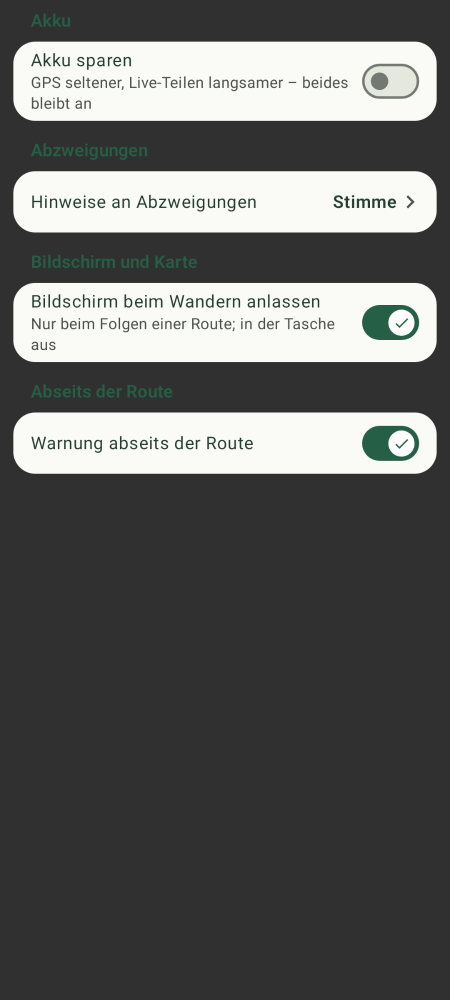 Akku
Akku sparen
GPS seltener, Live-Teilen langsamer – beides
bleibt an
Abzweigungen
Hinweise an Abzweigungen
Stimme
Bildschirm und Karte
Bildschirm beim Wandern anlassen
Nur beim Folgen einer Route; in der Tasche
aus
Abseits der Route
Warnung abseits der Route